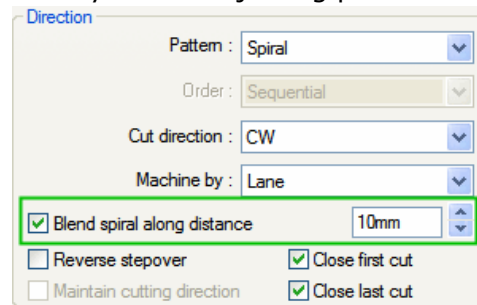 Direction
Pattern : Spiral
Order : Sequential
Cut direction : CW
Machine by : Lane
Blend spiral along distance 10mm
Reverse stepover Close first cut
Maintain cutting direction Close last cut